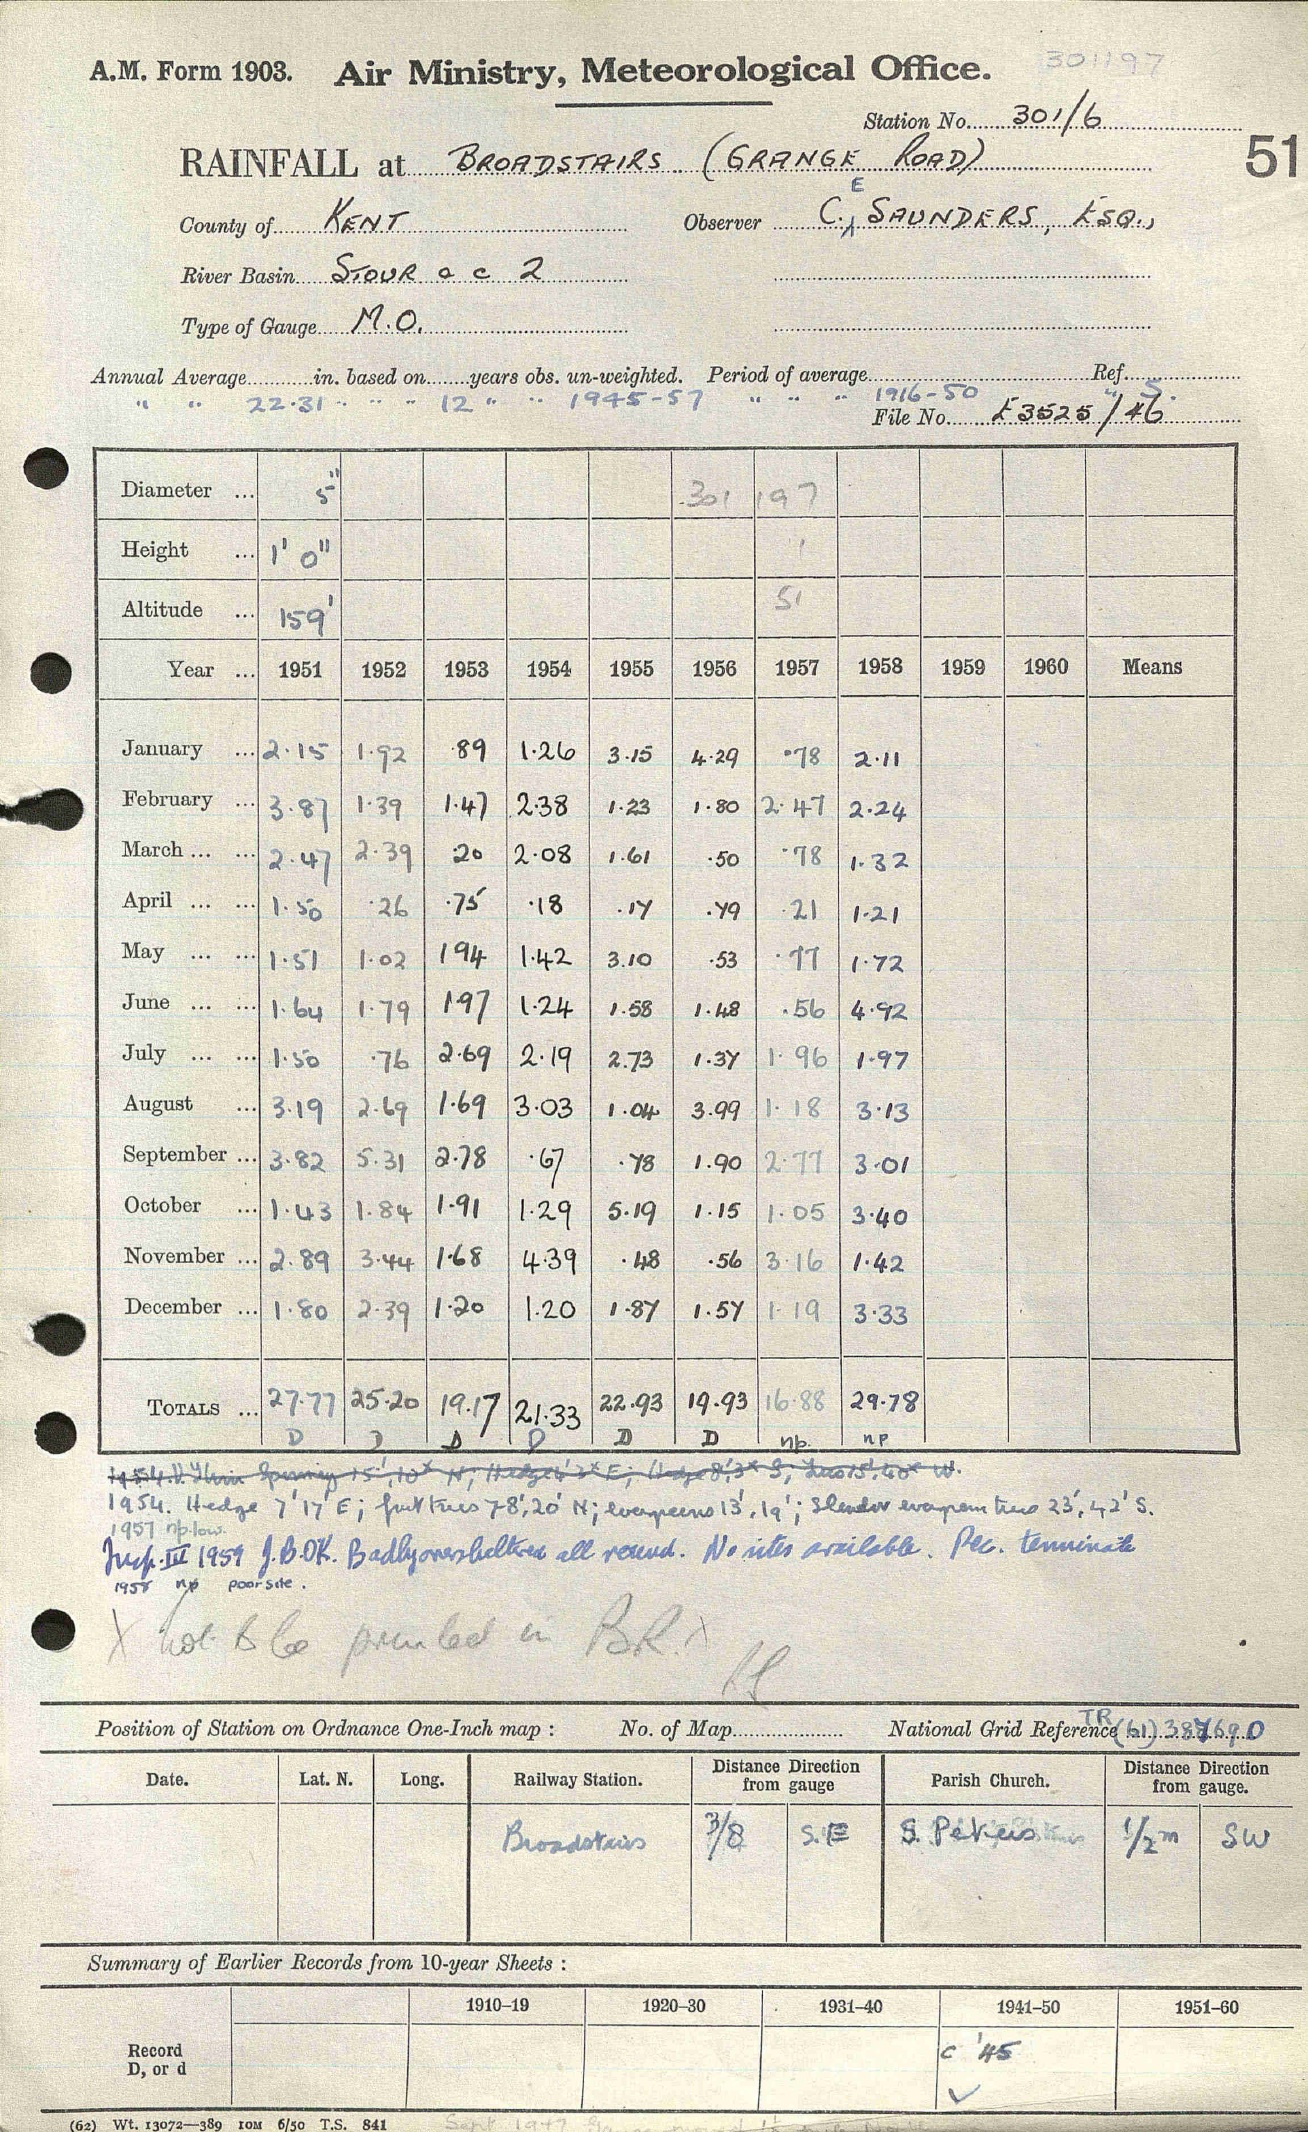 301197
A.M. Form 1903. Air Ministry, Meteorological Office.
Station No. 301/6
51
RAINFALL at BROADSTAIRS (GRANGE ROAD)
County of KENT Observer C. E SAUNDERS, ESQ.,
River Basin STOUR a c 2
Type of Gauge M.O.
Annual Average in. based on years obs. un-weighted. Period of average Ref.
" " 22.31 " " " 12 " " 1945-57 " " " 1916-50 " S.
File No. E3525/46
Diameter ... 5" 301 197
Height ... 1' 0" 1
Altitude ... 159' 51
Year ... 1951 1952 1953 1954 1955 1956 1957 1958 1959 1960 Means
January ... 2.15 1.92 .89 1.26 3.15 4.29 .78 2.11
February ... 3.87 1.39 1.47 2.38 1.23 1.80 2.47 2.24
March ... ... 2.47 2.39 20 2.08 1.61 .50 .78 1.32
April ... ... 1.50 .26 .75 .18 .17 .79 .21 1.21
May ... ... 1.51 1.02 194 1.42 3.10 .53 .77 1.72
June ... ... 1.64 1.79 197 1.24 1.58 1.48 .56 4.92
July ... ... 1.50 .76 2.69 2.19 2.73 1.37 1.96 1.97
August ... 3.19 2.69 1.69 3.03 1.04 3.99 1.18 3.13
September ... 3.82 5.31 2.78 .67 .78 1.90 2.77 3.01
October ... 1.43 1.84 1.91 1.29 5.19 1.15 1.05 3.40
November ... 2.89 3.44 1.68 4.39 .48 .56 3.16 1.42
December ... 1.80 2.39 1.20 1.20 1.87 1.57 1.19 3.33
TOTALS ... 27.77 25.20 19.17 21.33 22.93 19.93 16.88 29.78
D D D D D D np. np
1954. Hedge 7' 17' E; fruit trees 7-8', 20' N; evergreens 13', 19'; Slender evergreen trees 23', 42' S.
1957 np low.
Insp. III 1959 J.B. OK. Badly oversheltered all round. No sites available. Rec. terminate
1958 np poor site.
X not to be printed in BR. X
Position of Station on Ordnance One-Inch map : No. of Map National Grid Reference TR (61) 387690
Date. Lat. N. Long. Railway Station. Distance Direction from gauge Parish Church. Distance Direction from gauge.
Broadstairs 3/8 S.E S. Peters 1/2 m SW
Summary of Earlier Records from 10-year Sheets :
1910–19 1920–30 1931–40 1941–50 1951–60
Record
D, or d
c '45
(62) Wt. 13072—389 10M 6/50 T.S. 841
Sept 1947